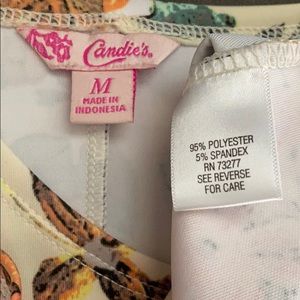 Candie's
M
MADE IN
INDONESIA
95% POLYESTER
5% SPANDEX
RN 73277
SEE REVERSE
FOR CARE